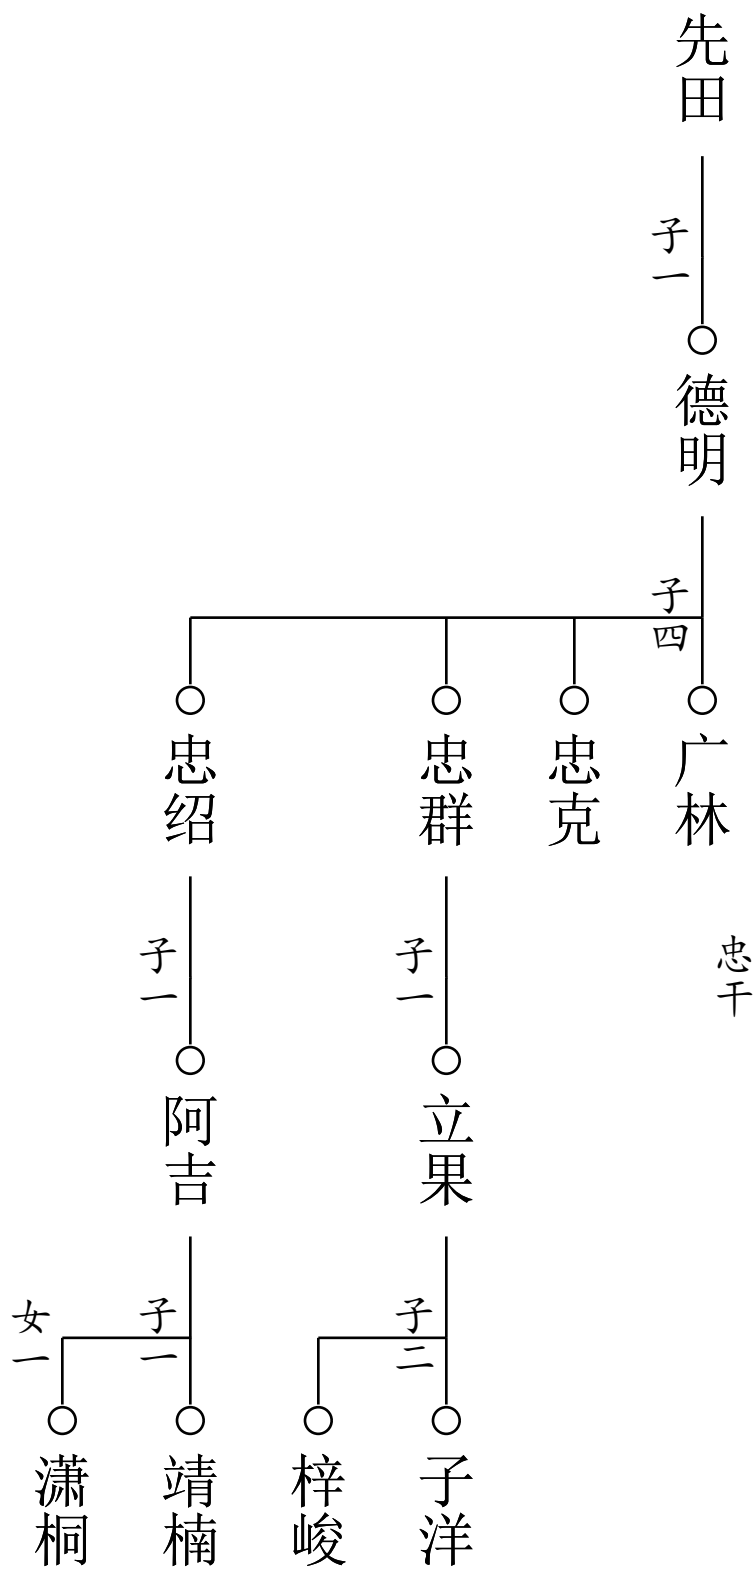 先田
子一
德明
子四
广林
忠克
忠群
忠绍
忠干
子一
子一
立果
阿吉
子二
子一
女一
子洋
梓峻
靖楠
潇桐